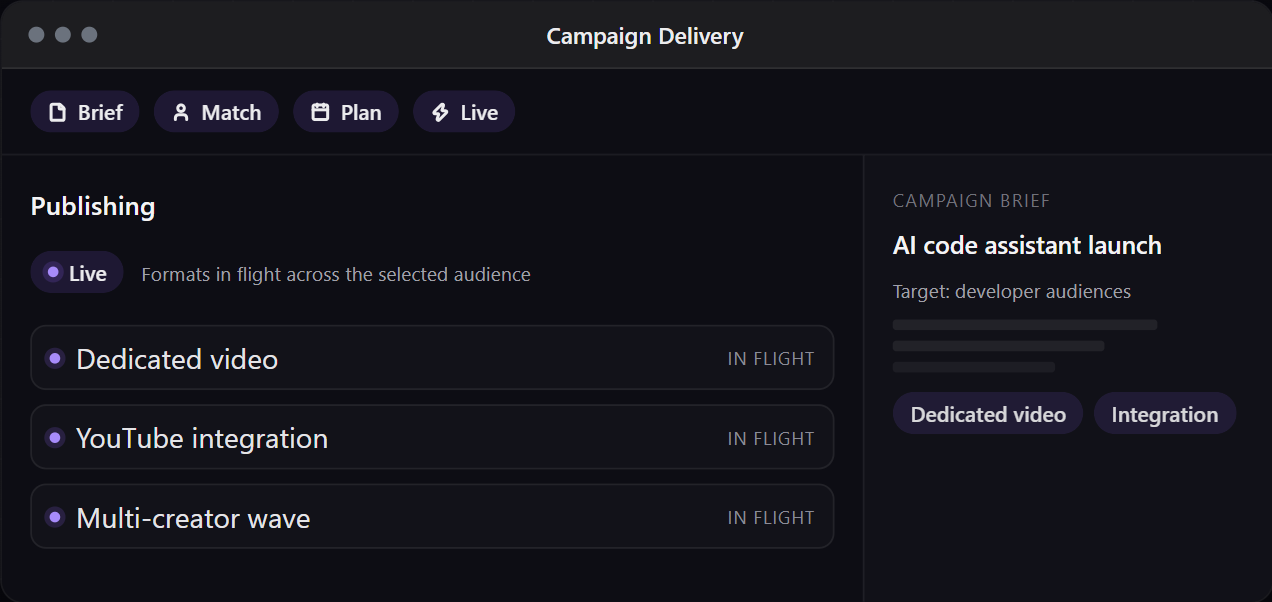 Campaign Delivery
Brief
Match
Plan
Live
Publishing
Live
Formats in flight across the selected audience
Dedicated video
IN FLIGHT
YouTube integration
IN FLIGHT
Multi-creator wave
IN FLIGHT
CAMPAIGN BRIEF
AI code assistant launch
Target: developer audiences
Dedicated video
Integration